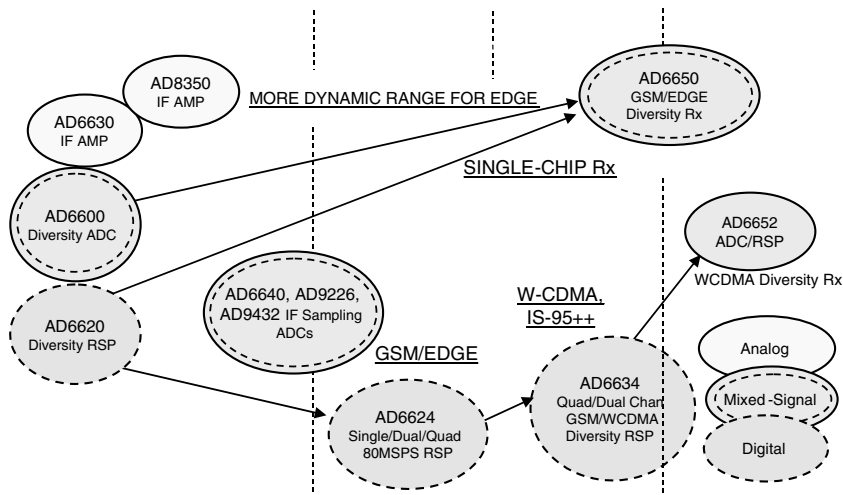 AD8350
IF AMP
AD6630
IF AMP
MORE DYNAMIC RANGE FOR EDGE
AD6650
GSM/EDGE
Diversity Rx
SINGLE-CHIP Rx
AD6600
Diversity ADC
AD6652
ADC/RSP
WCDMA Diversity Rx
AD6620
Diversity RSP
AD6640, AD9226,
AD9432 IF Sampling
ADCs
W-CDMA,
IS-95++
GSM/EDGE
AD6624
Single/Dual/Quad
80MSPS RSP
AD6634
Quad/Dual Chan
GSM/WCDMA
Diversity RSP
Analog
Mixed-Signal
Digital